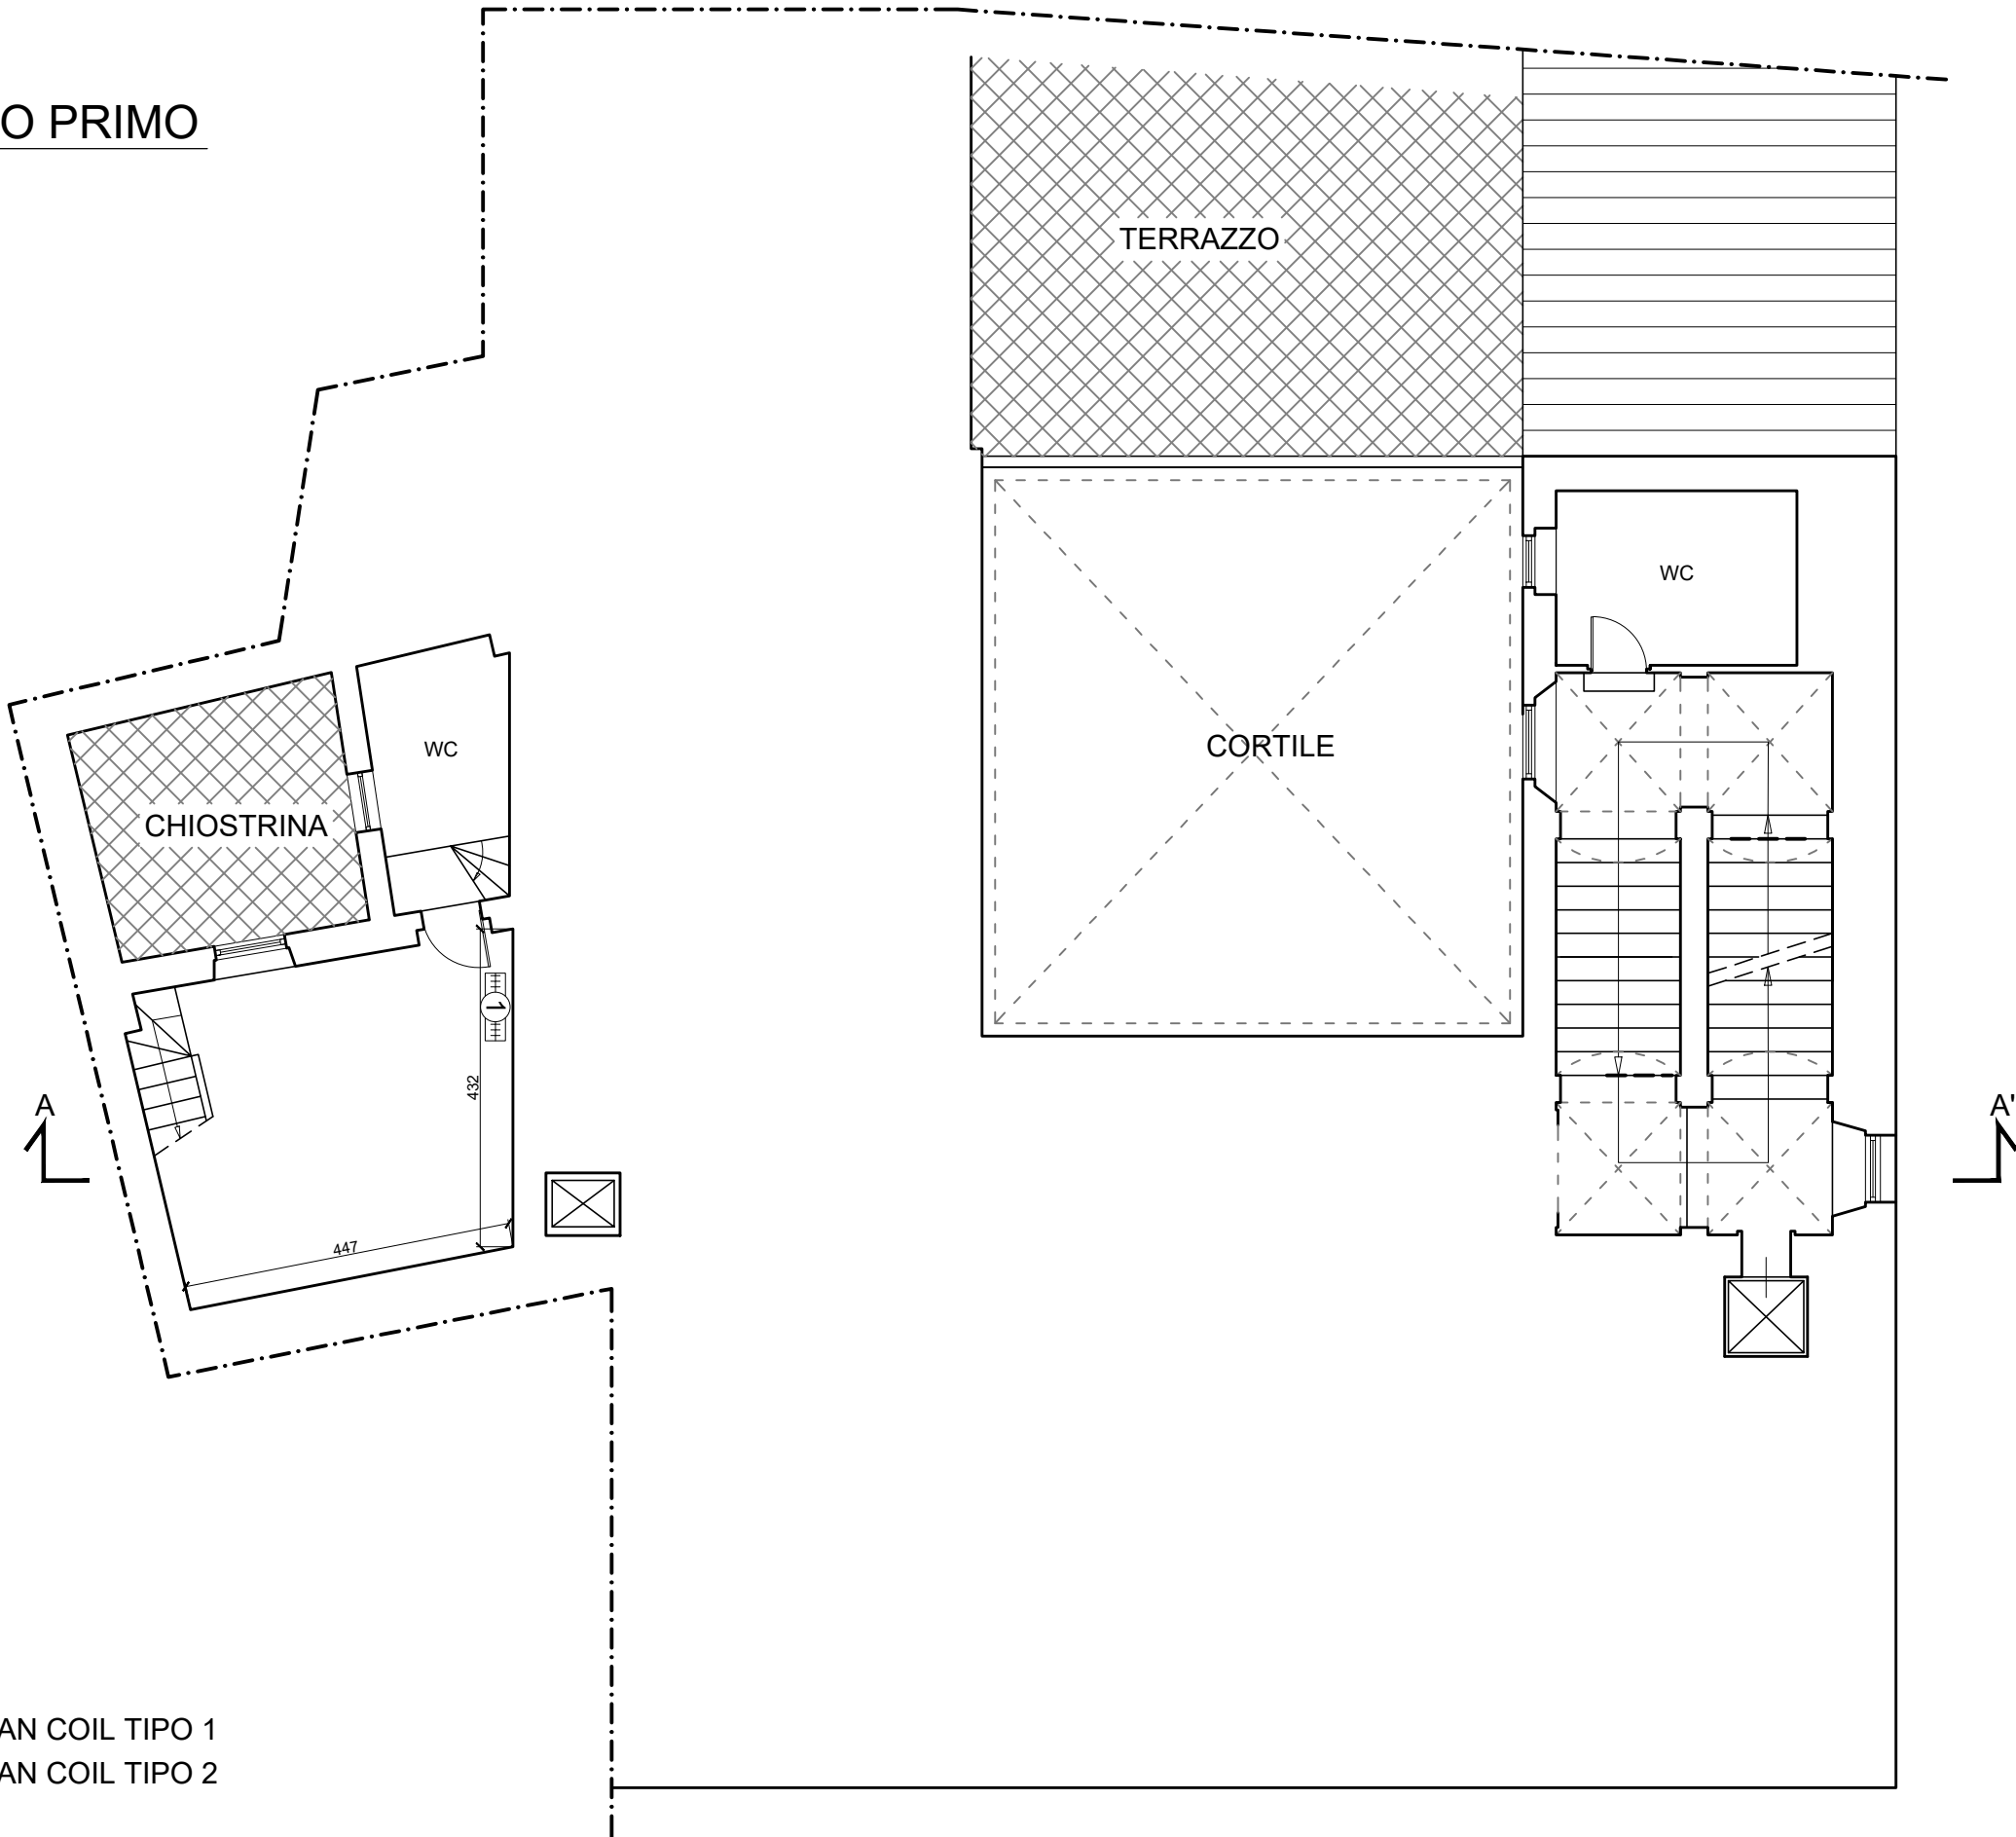 O PRIMO
TERRAZZO
WC
WC
CORTILE
CHIOSTRINA
1
432
A
A'
447
AN COIL TIPO 1
AN COIL TIPO 2